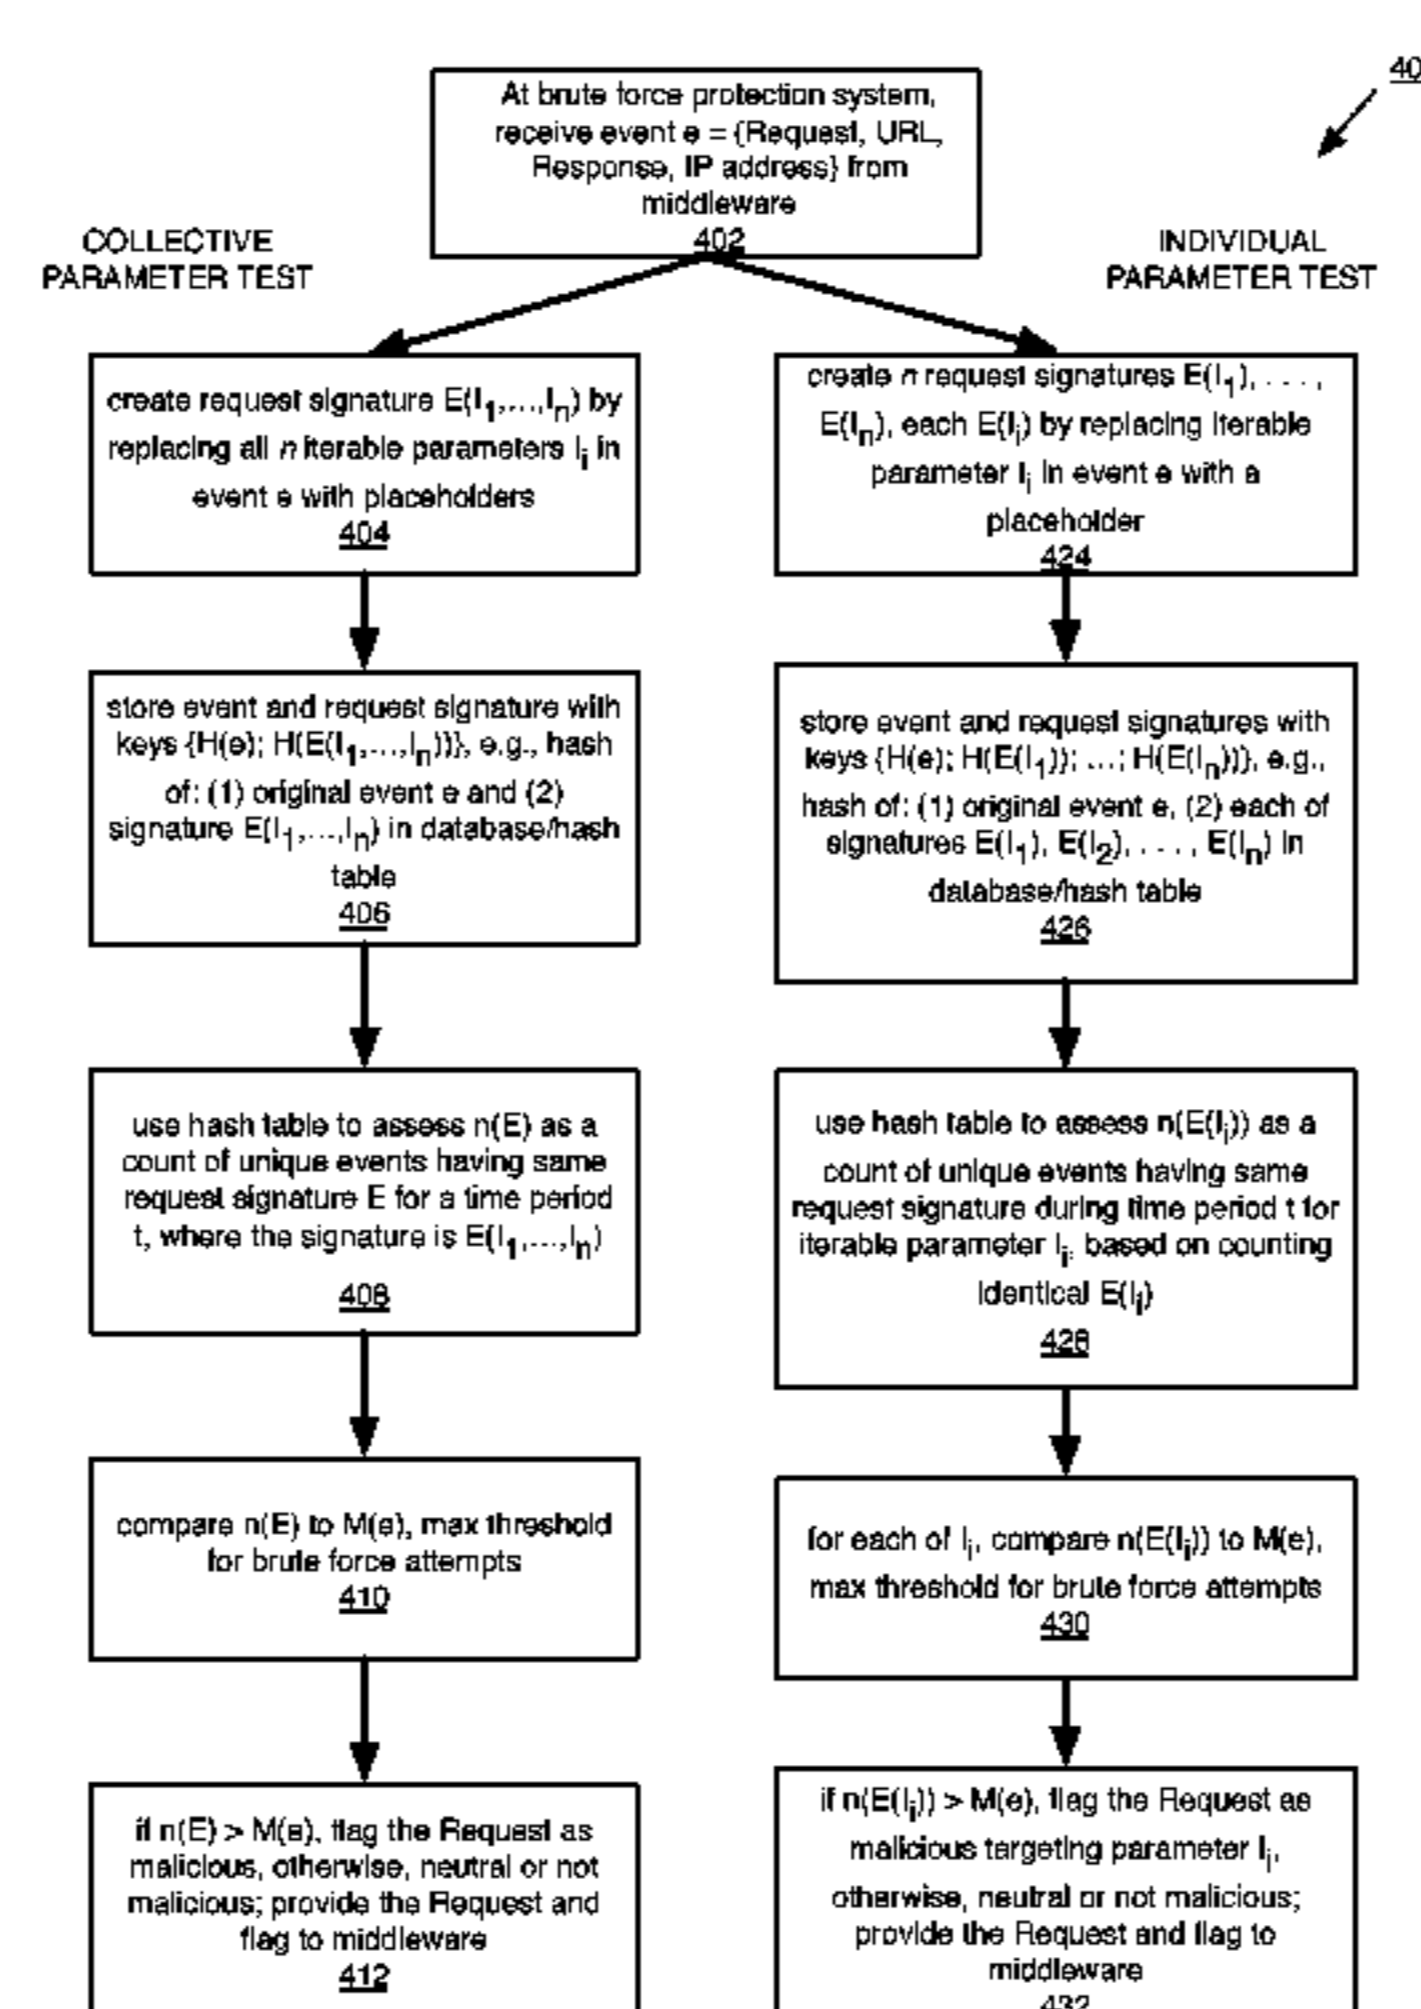 40
At brute force protection system,
receive event e = {Request, URL,
Response, IP address} from
middleware
402
COLLECTIVE
PARAMETER TEST
INDIVIDUAL
PARAMETER TEST
create request signature E(I1,...,In) by
replacing all n iterable parameters Ii in
event e with placeholders
404
store event and request signature with
keys {H(e); H(E(I1,...,In))}, e.g., hash
of: (1) original event e and (2)
signature E(I1,...,In) in database/hash
table
406
use hash table to assess n(E) as a
count of unique events having same
request signature E for a time period
t, where the signature is E(I1,...,In)
408
compare n(E) to M(e), max threshold
for brute force attempts
410
if n(E) > M(e), flag the Request as
malicious, otherwise, neutral or not
malicious; provide the Request and
flag to middleware
412
create n request signatures E(I1), . . . ,
E(In), each E(Ii) by replacing iterable
parameter Ii in event e with a
placeholder
424
store event and request signatures with
keys {H(e); H(E(I1)); ...; H(E(In))}, e.g.,
hash of: (1) original event e, (2) each of
signatures E(I1), E(I2), . . . , E(In) in
database/hash table
426
use hash table to assess n(E(Ii)) as a
count of unique events having same
request signature during time period t for
iterable parameter Ii, based on counting
identical E(Ii)
428
for each of Ii, compare n(E(Ii)) to M(e),
max threshold for brute force attempts
430
if n(E(Ii)) > M(e), flag the Request as
malicious targeting parameter Ii,
otherwise, neutral or not malicious;
provide the Request and flag to
middleware
432